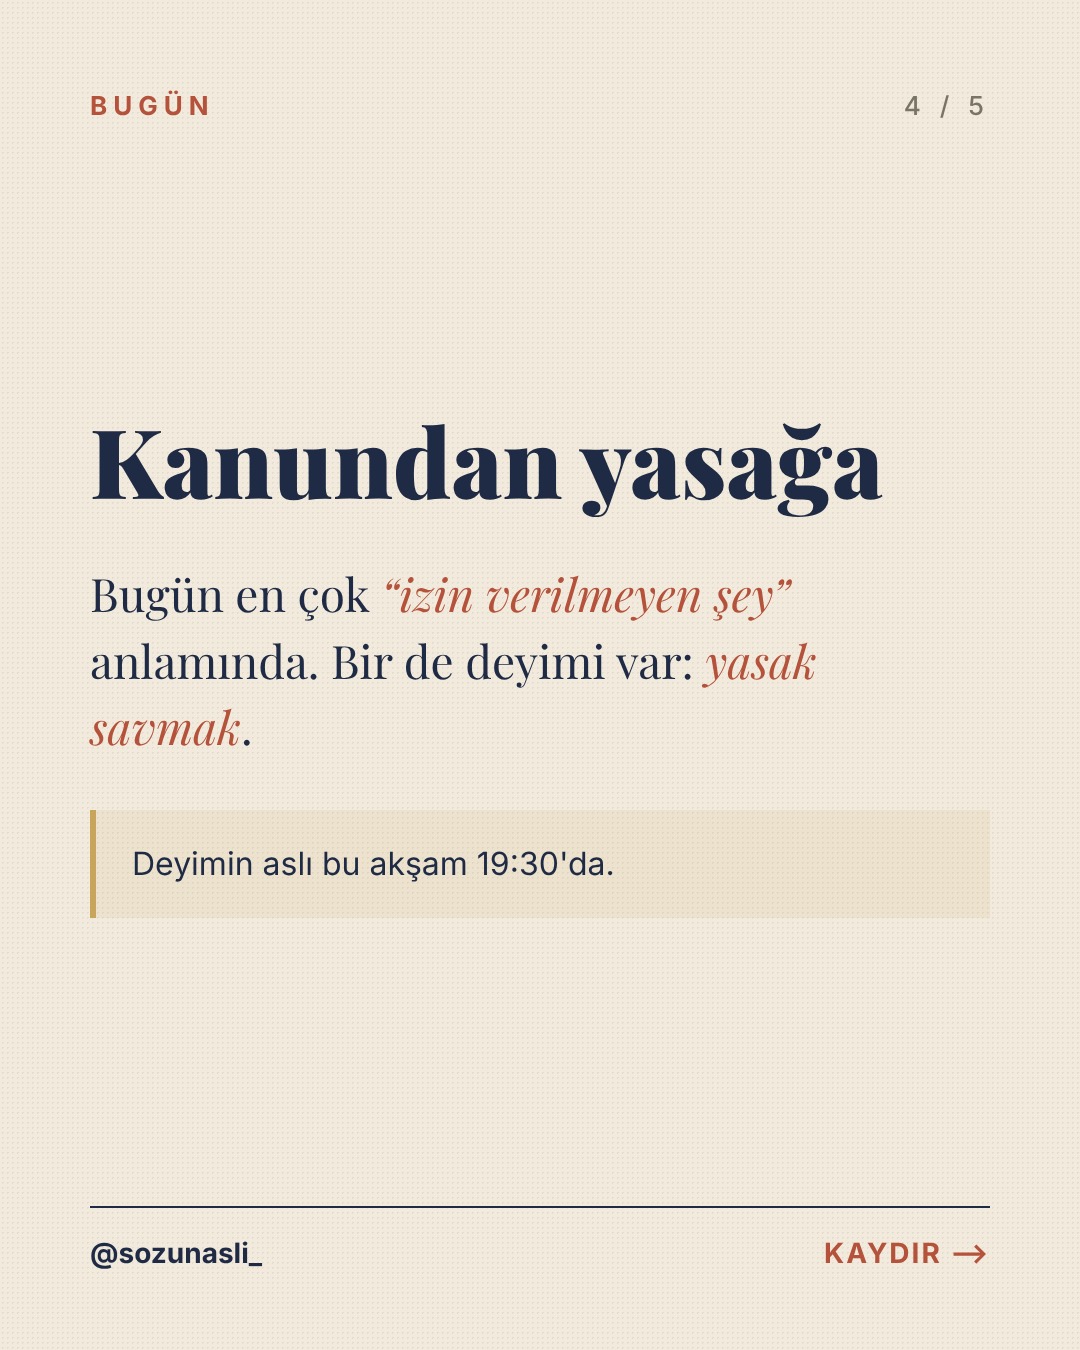 BUGÜN
4 / 5
Kanundan yasağa
Bugün en çok “izin verilmeyen şey”
anlamında. Bir de deyimi var: yasak
savmak.
Deyimin aslı bu akşam 19:30'da.
@sozunasli_
KAYDIR →